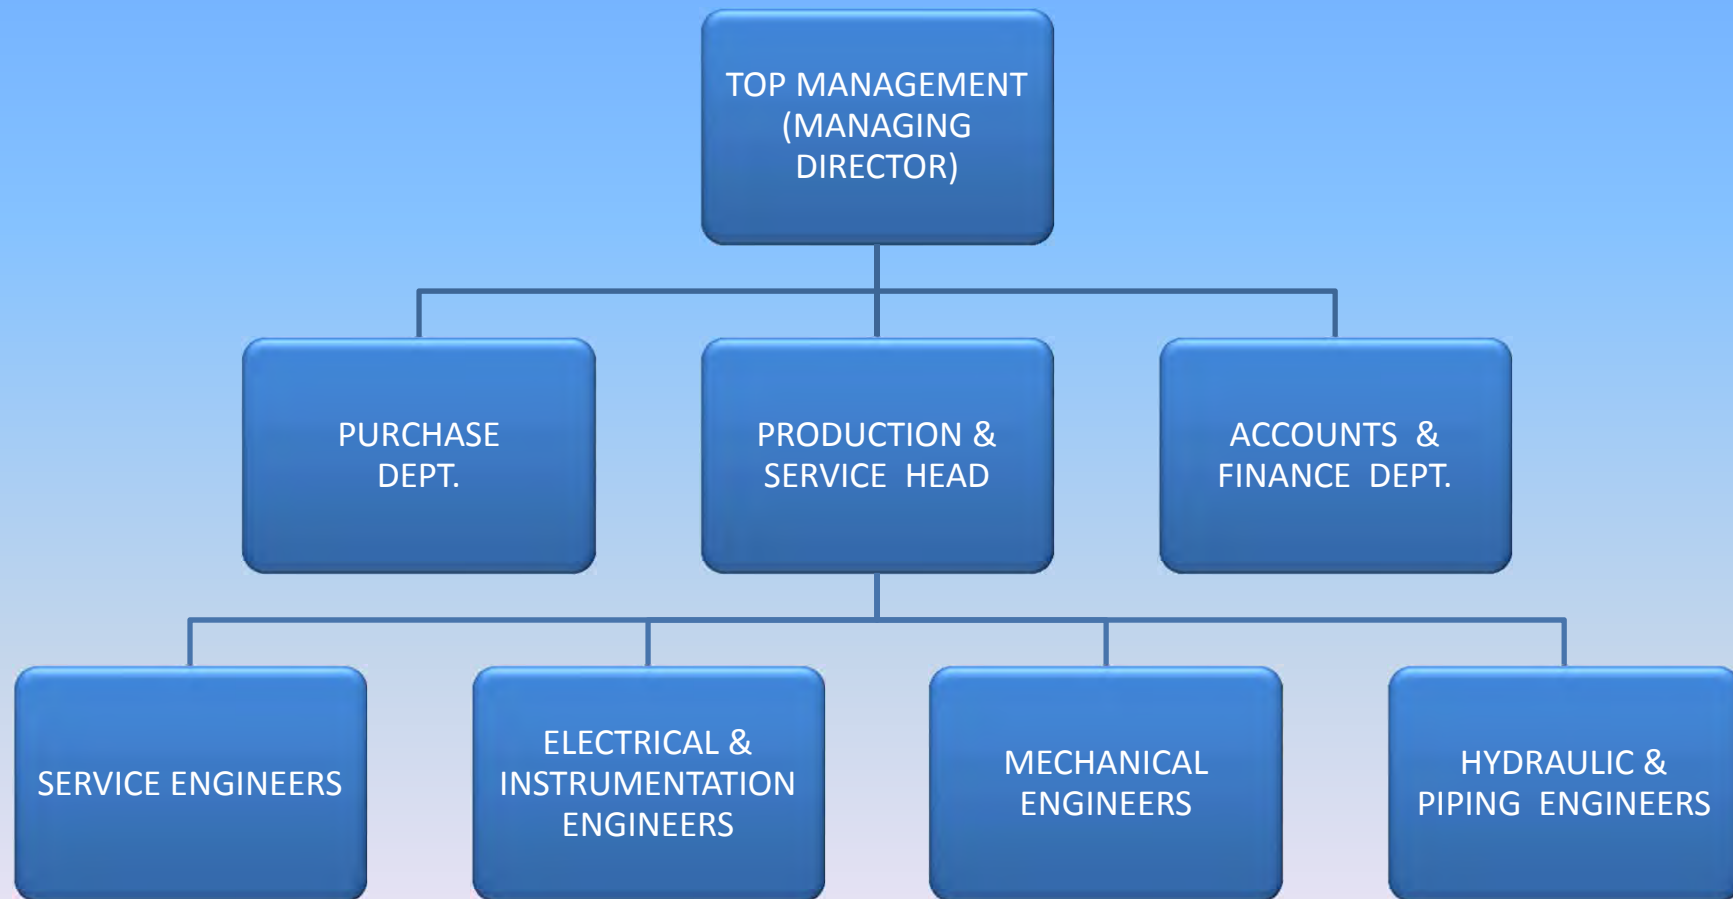 TOP MANAGEMENT
(MANAGING
DIRECTOR)
PURCHASE
DEPT.
PRODUCTION &
SERVICE HEAD
ACCOUNTS &
FINANCE DEPT.
SERVICE ENGINEERS
ELECTRICAL &
INSTRUMENTATION
ENGINEERS
MECHANICAL
ENGINEERS
HYDRAULIC &
PIPING ENGINEERS